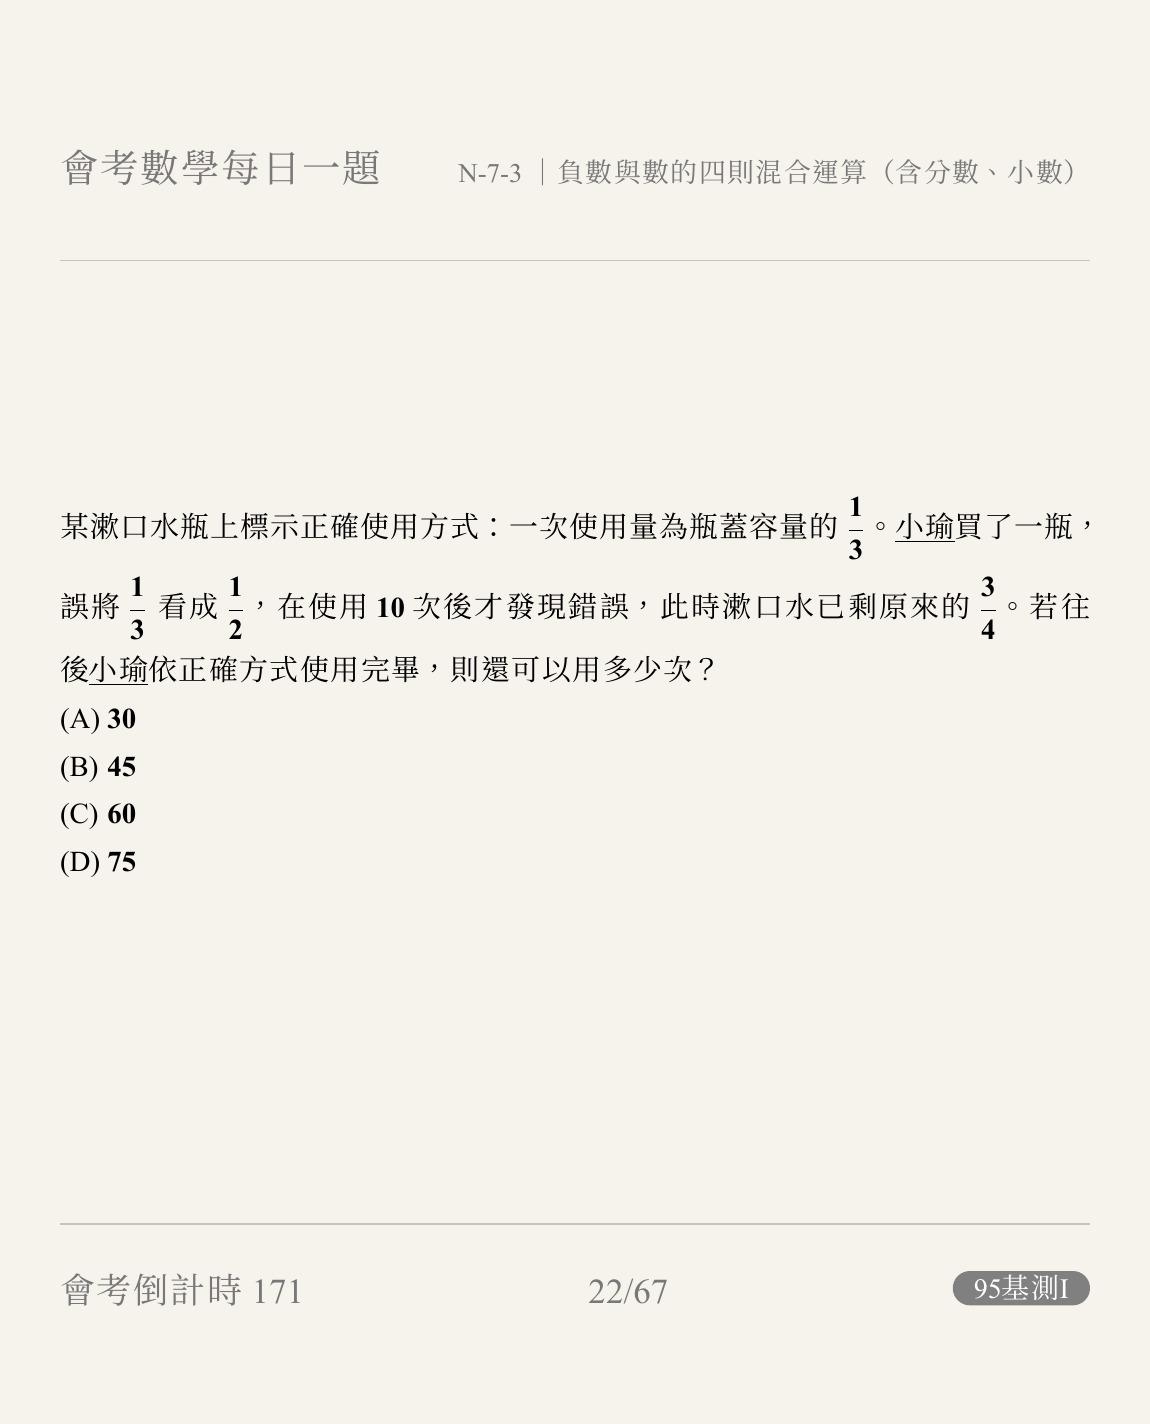 會考數學每日一題
N-7-3｜負數與數的四則混合運算（含分數、小數）
某漱口水瓶上標示正確使用方式：一次使用量為瓶蓋容量的 1/3。小瑜買了一瓶，
誤將 1/3 看成 1/2，在使用 10 次後才發現錯誤，此時漱口水已剩原來的 3/4。若往
後小瑜依正確方式使用完畢，則還可以用多少次？
(A) 30
(B) 45
(C) 60
(D) 75
會考倒計時 171
22/67
95基測I